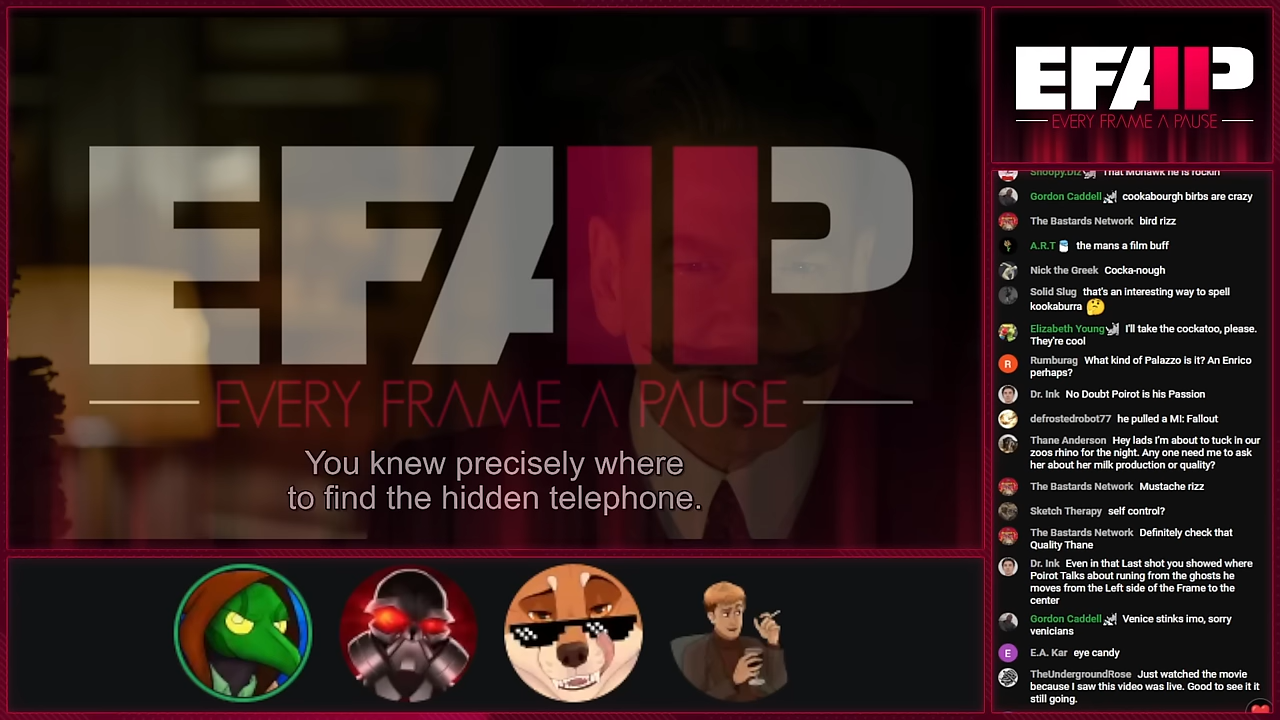 EFAP
EVERY FRAME A PAUSE
You knew precisely where
to find the hidden telephone.
EFAP
EVERY FRAME A PAUSE
Snoopy.Diz That Mohawk he is rockin
Gordon Caddell cookabourgh birbs are crazy
The Bastards Network bird rizz
A.R.T the mans a film buff
Nick the Greek Cocka-nough
Solid Slug that's an interesting way to spell
kookaburra 🤔
Elizabeth Young I'll take the cockatoo, please.
They're cool
R
Rumburag What kind of Palazzo is it? An Enrico
perhaps?
Dr. Ink No Doubt Poirot is his Passion
defrostedrobot77 he pulled a MI: Fallout
Thane Anderson Hey lads I'm about to tuck in our
zoos rhino for the night. Any one need me to ask
her about her milk production or quality?
The Bastards Network Mustache rizz
Sketch Therapy self control?
The Bastards Network Definitely check that
Quality Thane
Dr. Ink Even in that Last shot you showed where
Poirot Talks about runing from the ghosts he
moves from the Left side of the Frame to the
center
Gordon Caddell Venice stinks imo, sorry
venicians
E
E.A. Kar eye candy
TheUndergroundRose Just watched the movie
because I saw this video was live. Good to see it it
still going.